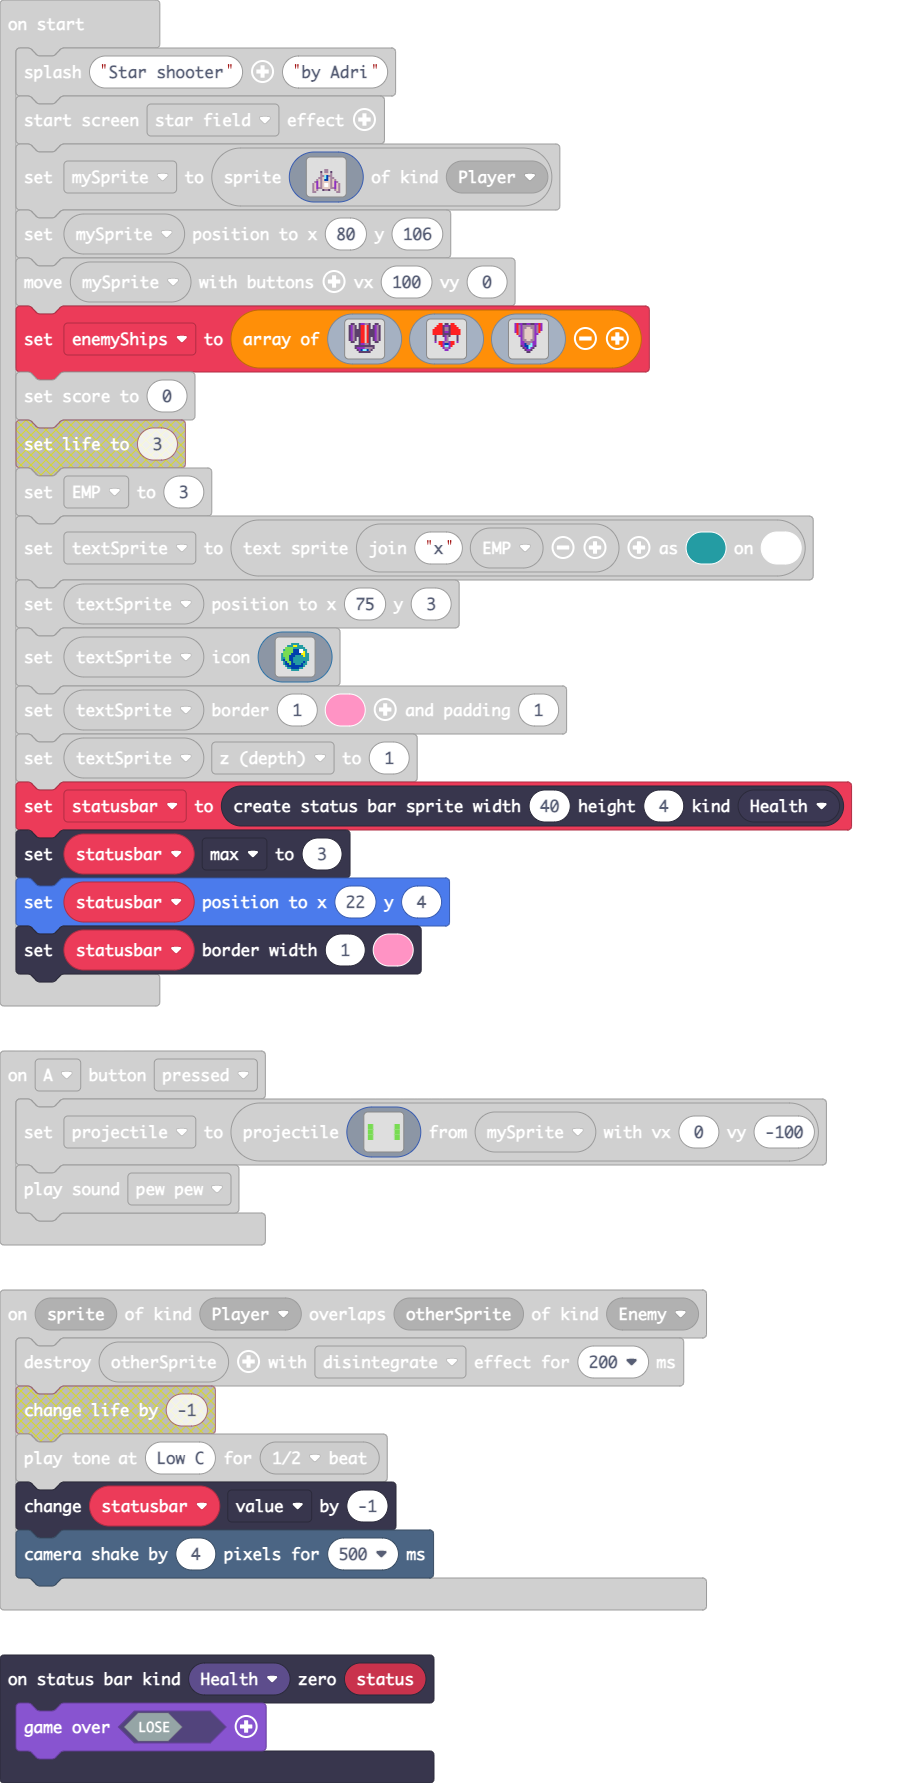 on start
splash "Star shooter" "by Adri"
start screen star field effect
set mySprite to sprite of kind Player
set mySprite position to x 80 y 106
move mySprite with buttons vx 100 vy 0
set enemyShips to array of
set score to 0
set life to 3
set EMP to 3
set textSprite to text sprite join "x" EMP as on
set textSprite position to x 75 y 3
set textSprite icon
set textSprite border 1 and padding 1
set textSprite z (depth) to 1
set statusbar to create status bar sprite width 40 height 4 kind Health
set statusbar max to 3
set statusbar position to x 22 y 4
set statusbar border width 1
on A button pressed
set projectile to projectile from mySprite with vx 0 vy -100
play sound pew pew
on sprite of kind Player overlaps otherSprite of kind Enemy
destroy otherSprite with disintegrate effect for 200 ms
change life by -1
play tone at Low C for 1/2 beat
change statusbar value by -1
camera shake by 4 pixels for 500 ms
on status bar kind Health zero status
game over LOSE